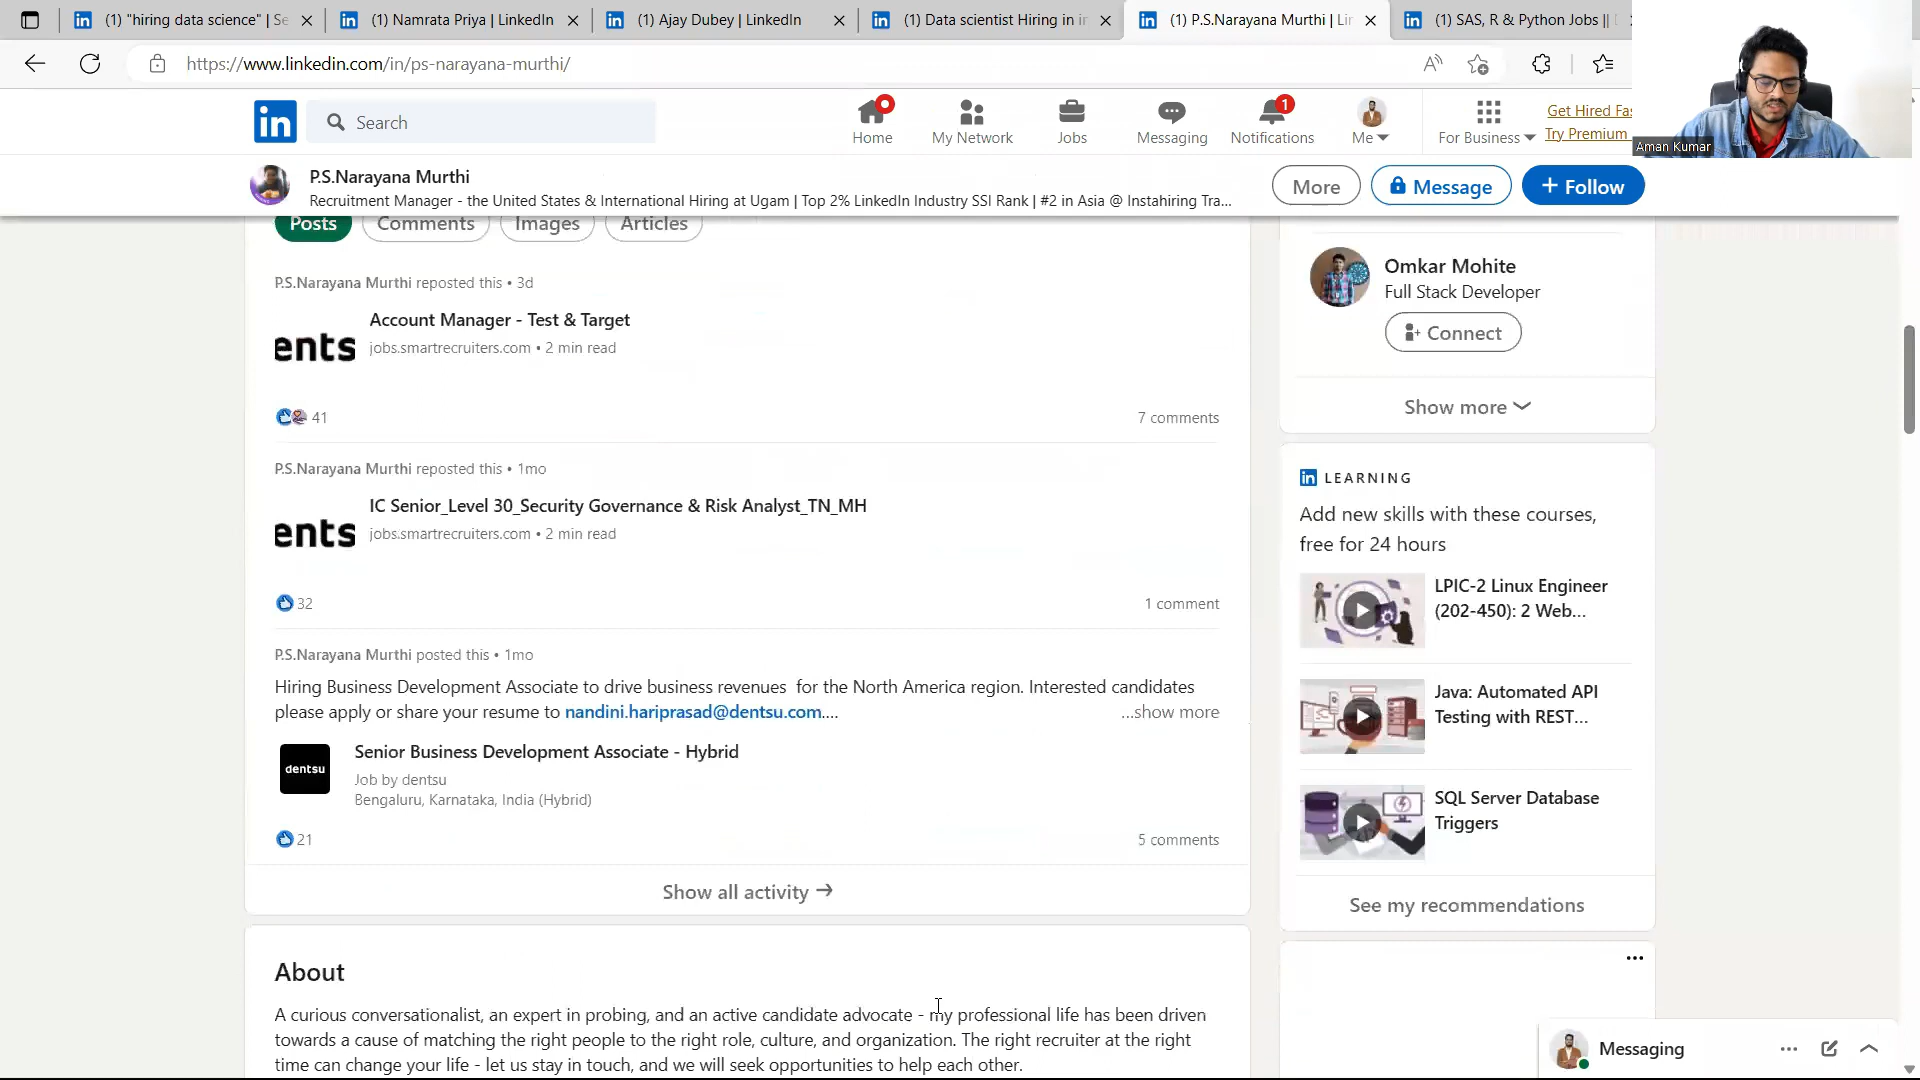 (1) "hiring data science" | Se
(1) Namrata Priya | LinkedIn
(1) Ajay Dubey | LinkedIn
(1) Data scientist Hiring in in
(1) P.S.Narayana Murthi | Lin
(1) SAS, R & Python Jobs ||
https://www.linkedin.com/in/ps-narayana-murthi/
in
Search
Home
My Network
Jobs
Messaging
1
Notifications
Me
For Business
Get Hired Fas
Try Premium
Aman Kumar
P.S.Narayana Murthi
Recruitment Manager - the United States & International Hiring at Ugam | Top 2% LinkedIn Industry SSI Rank | #2 in Asia @ Instahiring Tra...
More
Message
+ Follow
Posts
Comments
Images
Articles
P.S.Narayana Murthi reposted this • 3d
Account Manager - Test & Target
ents
jobs.smartrecruiters.com • 2 min read
41
7 comments
P.S.Narayana Murthi reposted this • 1mo
IC Senior_Level 30_Security Governance & Risk Analyst_TN_MH
ents
jobs.smartrecruiters.com • 2 min read
32
1 comment
P.S.Narayana Murthi posted this • 1mo
Hiring Business Development Associate to drive business revenues for the North America region. Interested candidates
please apply or share your resume to nandini.hariprasad@dentsu.com....
...show more
dentsu
Senior Business Development Associate - Hybrid
Job by dentsu
Bengaluru, Karnataka, India (Hybrid)
21
5 comments
Show all activity →
About
A curious conversationalist, an expert in probing, and an active candidate advocate - my professional life has been driven
towards a cause of matching the right people to the right role, culture, and organization. The right recruiter at the right
time can change your life - let us stay in touch, and we will seek opportunities to help each other.
Omkar Mohite
Full Stack Developer
Connect
Show more
in LEARNING
Add new skills with these courses,
free for 24 hours
LPIC-2 Linux Engineer
(202-450): 2 Web...
Java: Automated API
Testing with REST...
SQL Server Database
Triggers
See my recommendations
Messaging